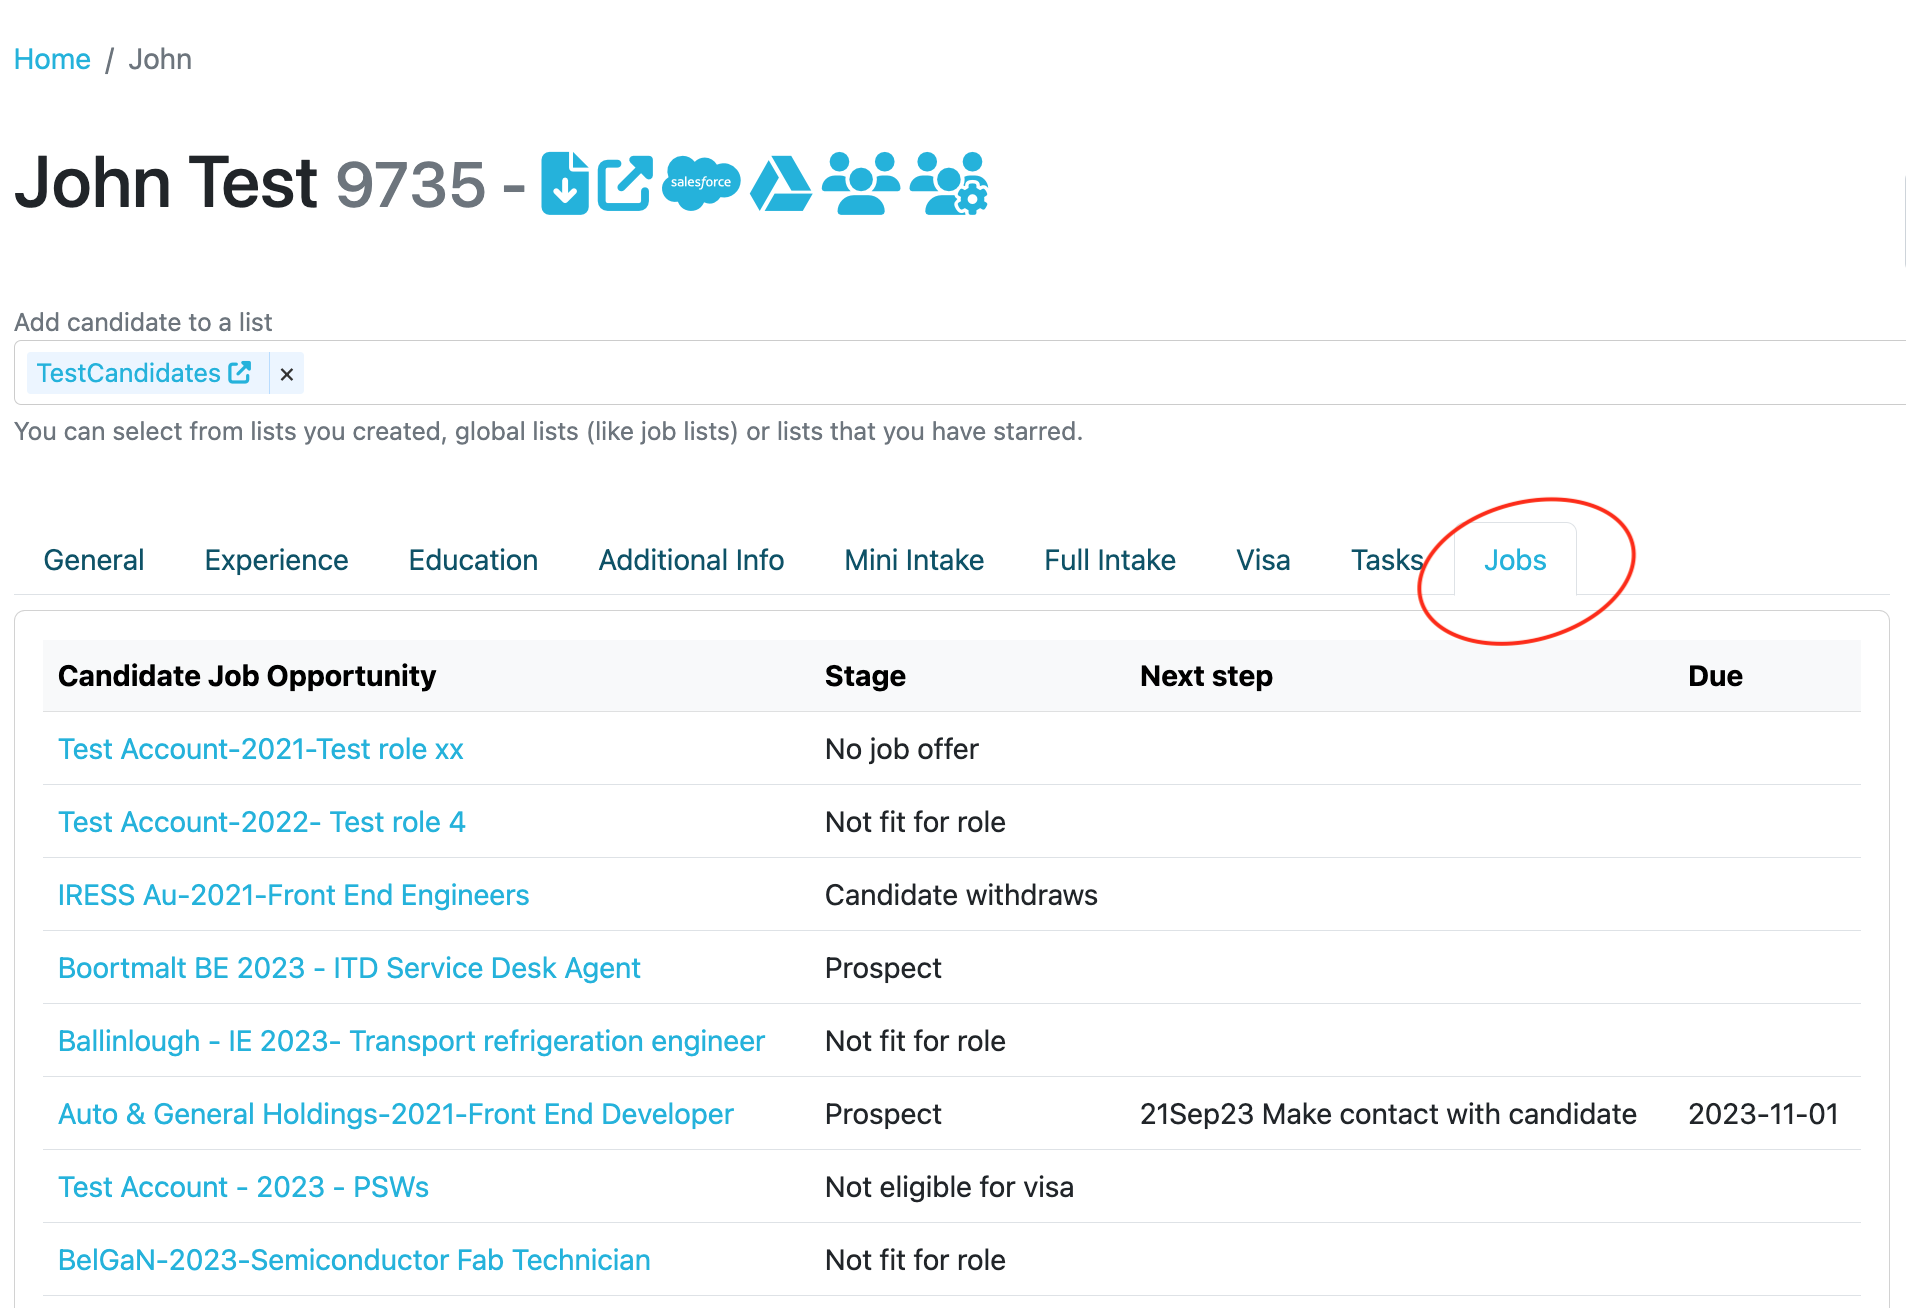 Home / John
John Test 9735 - salesforce
Add candidate to a list
TestCandidates ×
You can select from lists you created, global lists (like job lists) or lists that you have starred.
General Experience Education Additional Info Mini Intake Full Intake Visa Tasks Jobs
Candidate Job Opportunity Stage Next step Due
Test Account-2021-Test role xx No job offer
Test Account-2022- Test role 4 Not fit for role
IRESS Au-2021-Front End Engineers Candidate withdraws
Boortmalt BE 2023 - ITD Service Desk Agent Prospect
Ballinlough - IE 2023- Transport refrigeration engineer Not fit for role
Auto & General Holdings-2021-Front End Developer Prospect 21Sep23 Make contact with candidate 2023-11-01
Test Account - 2023 - PSWs Not eligible for visa
BelGaN-2023-Semiconductor Fab Technician Not fit for role